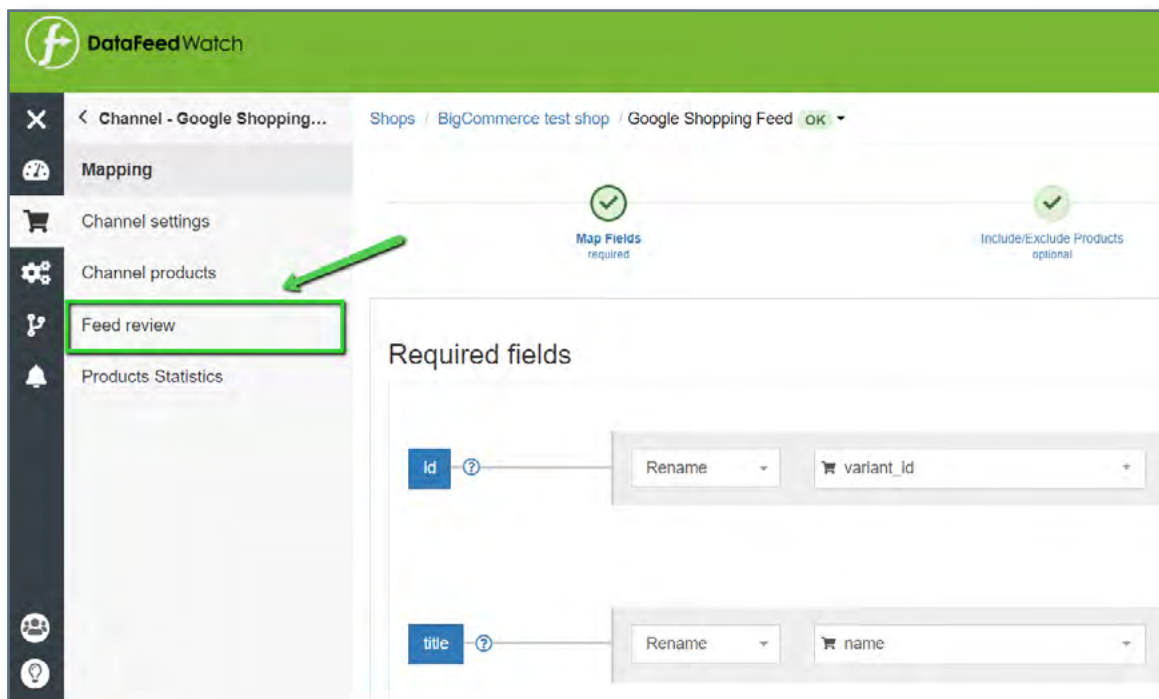 DataFeedWatch
Channel - Google Shopping...
Mapping
Channel settings
Channel products
Feed review
Products Statistics
Shops / BigCommerce test shop / Google Shopping Feed OK
Map Fields
required
Include/Exclude Products
optional
Required fields
id ? Rename variant_id
title ? Rename name